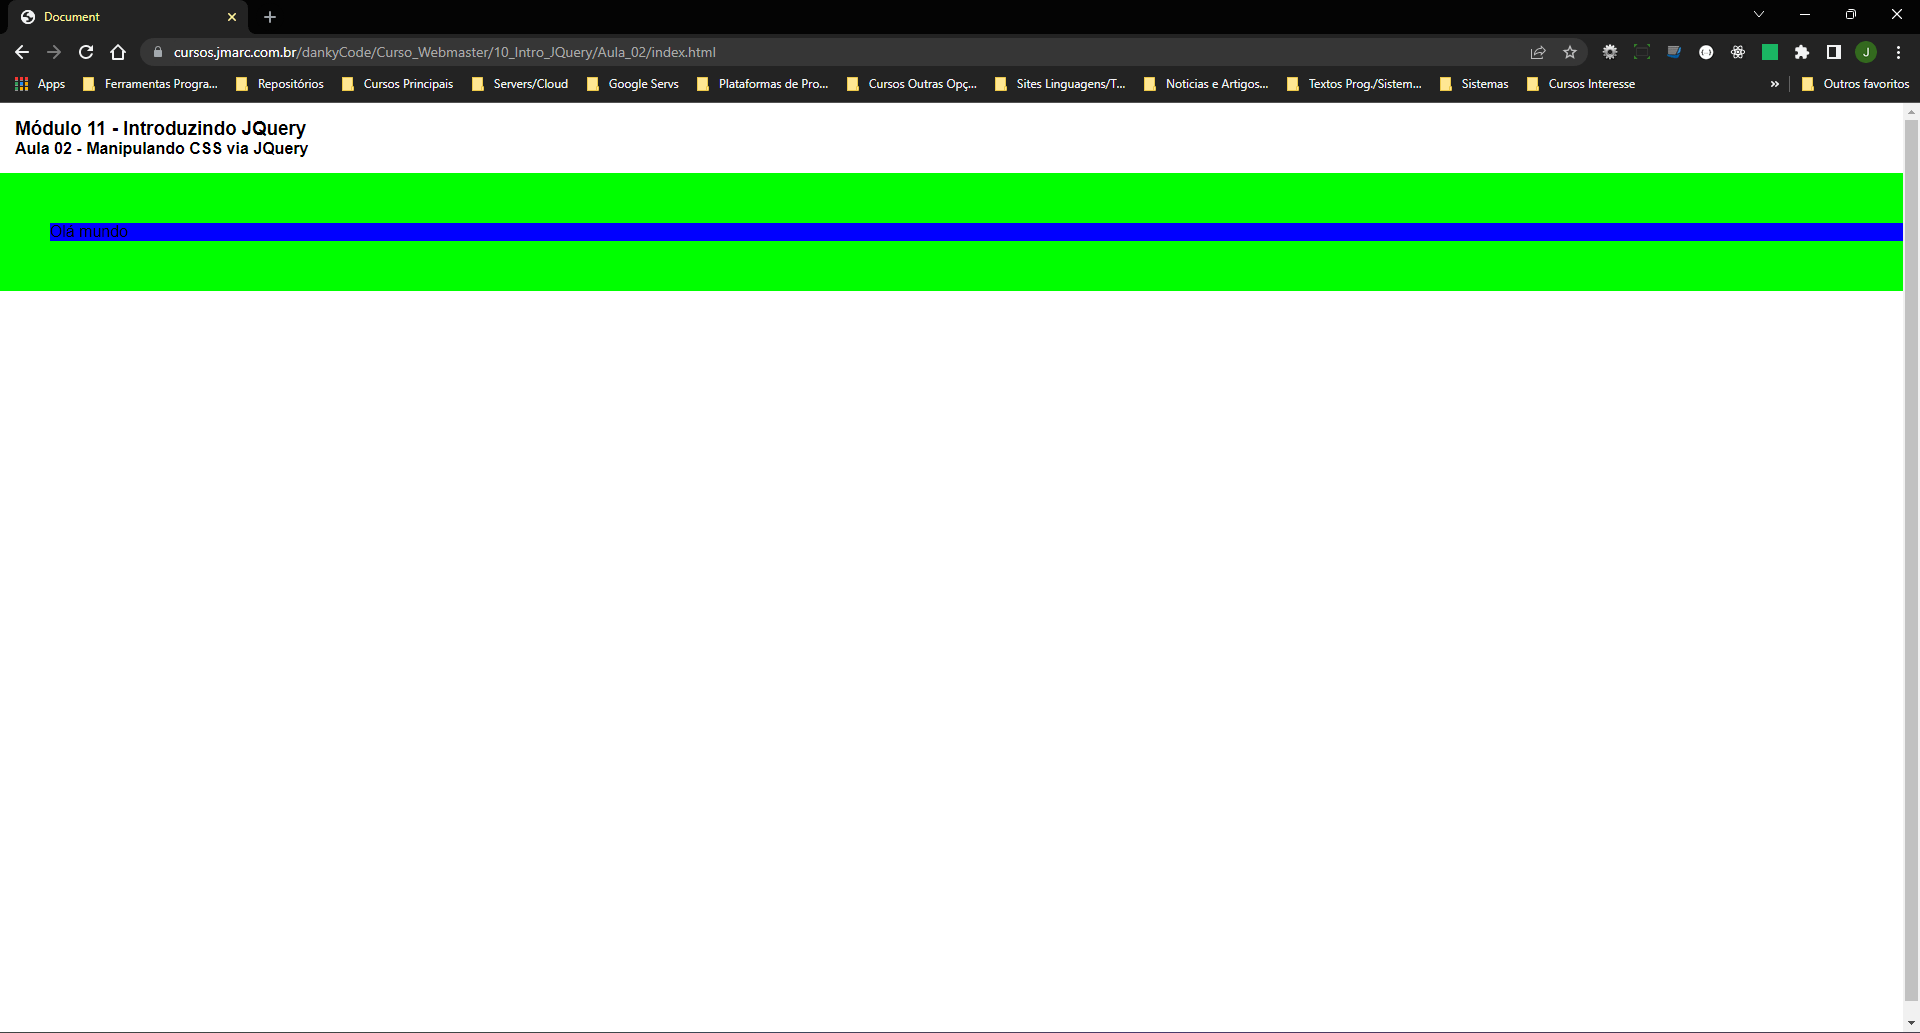 Document
cursos.jmarc.com.br/dankyCode/Curso_Webmaster/10_Intro_JQuery/Aula_02/index.html
J
Apps Ferramentas Progra... Repositórios Cursos Principais Servers/Cloud Google Servs Plataformas de Pro... Cursos Outras Opç... Sites Linguagens/T... Noticias e Artigos... Textos Prog./Sistem... Sistemas Cursos Interesse » Outros favoritos
Módulo 11 - Introduzindo JQuery
Aula 02 - Manipulando CSS via JQuery
Olá mundo